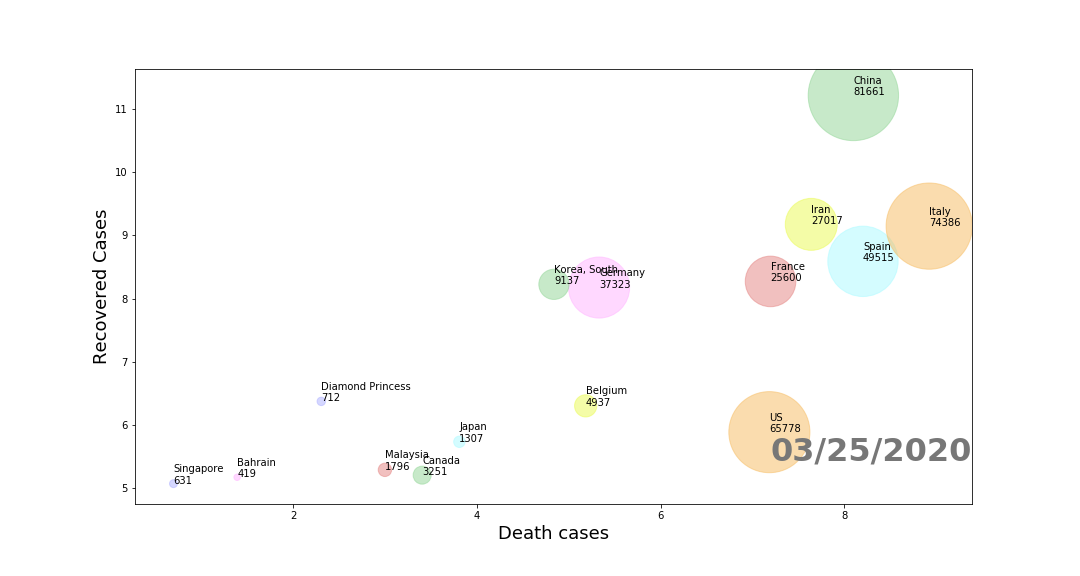 China
81661
11
10
Iran
27017
Italy
74386
9
Spain
49515
Korea, South
9137
Germany
37323
France
25600
8
Recovered Cases
7
Diamond Princess
712
Belgium
4937
6
US
65778
Japan
1307
03/25/2020
Malaysia
1796
Canada
3251
Singapore
631
Bahrain
419
5
2
4
6
8
Death cases